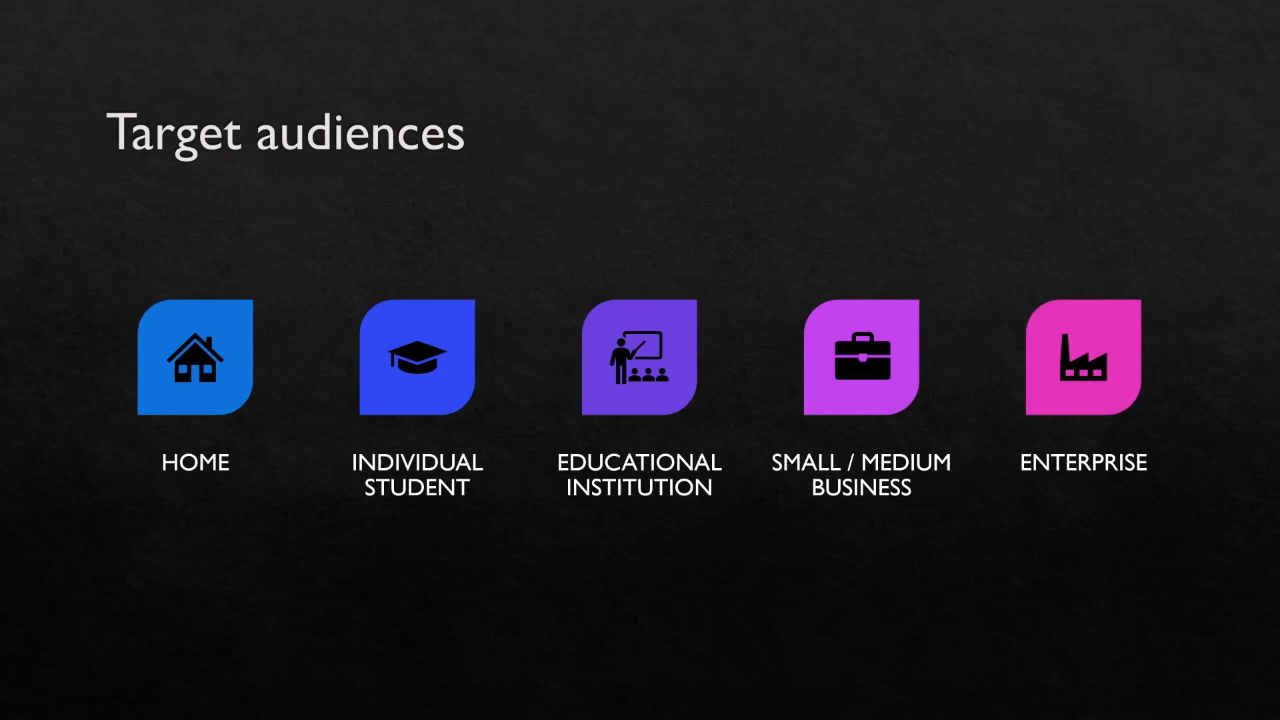 Target audiences
HOME
INDIVIDUAL
STUDENT
EDUCATIONAL
INSTITUTION
SMALL / MEDIUM
BUSINESS
ENTERPRISE